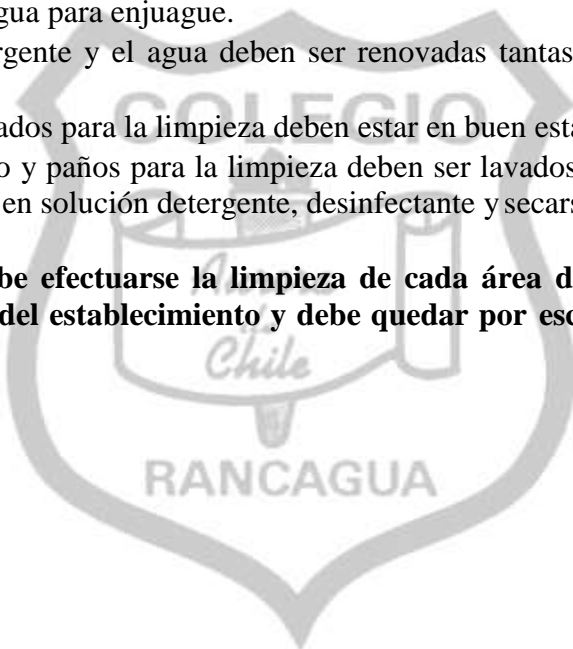 gua para enjuague.
rgente y el agua deben ser renovadas tantas
COLEGIO
ados para la limpieza deben estar en buen esta
o y paños para la limpieza deben ser lavados
en solución detergente, desinfectante y secars
be efectuarse la limpieza de cada área d
del establecimiento y debe quedar por esc
Chile
RANCAGUA